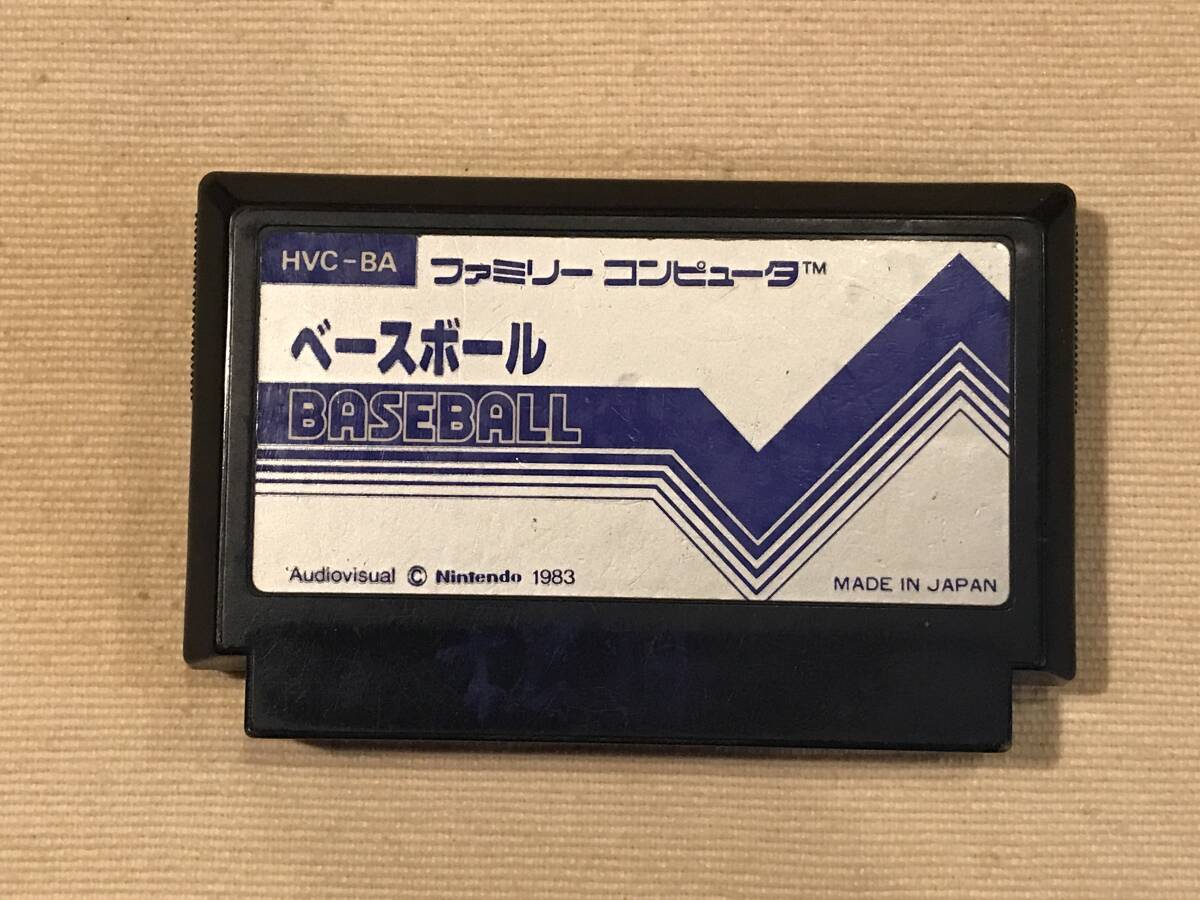 HVC-BA ファミリー コンピュータ™
ベースボール
BASEBALL
Audiovisual © Nintendo 1983
MADE IN JAPAN